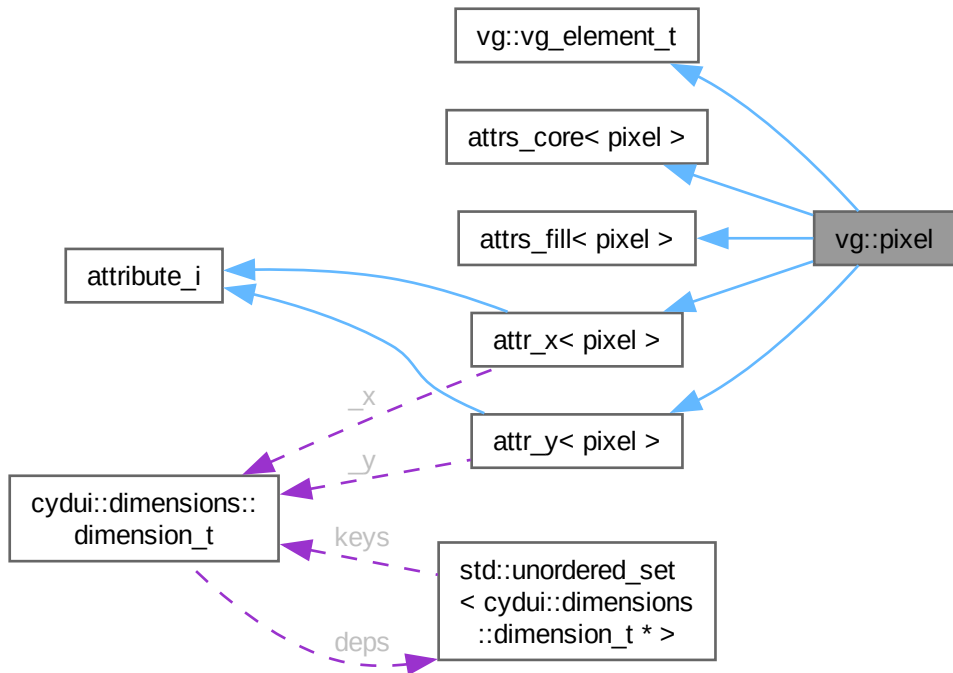 vg::vg_element_t
attrs_core< pixel >
attrs_fill< pixel >
vg::pixel
attribute_i
attr_x< pixel >
_x
attr_y< pixel >
_y
cydui::dimensions::
dimension_t
keys
std::unordered_set
< cydui::dimensions
::dimension_t * >
deps